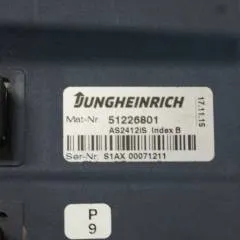 JUNGHEINRICH
17.11.15
Mat-Nr. 51226801
AS2412IS Index B
Ser-Nr. S1AX 00071211
P
9